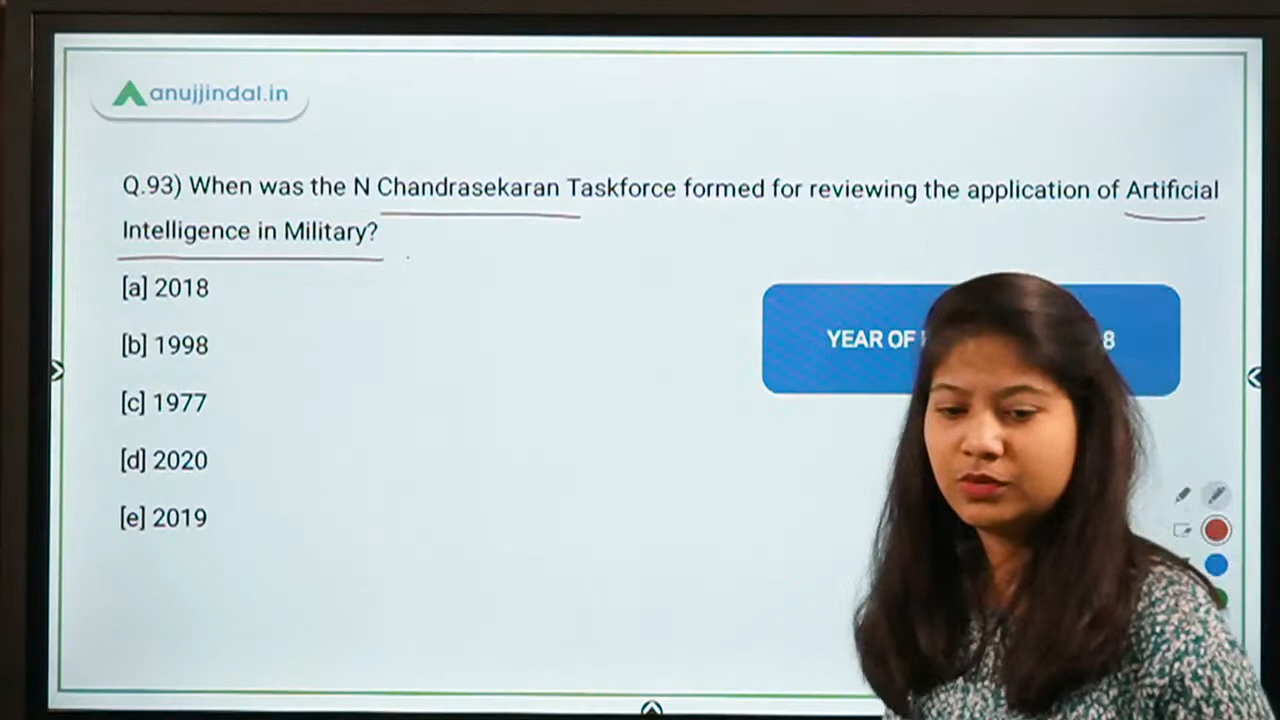 anujjindal.in
Q.93) When was the N Chandrasekaran Taskforce formed for reviewing the application of Artificial
Intelligence in Military?
[a] 2018
YEAR OF 8
[b] 1998
[c] 1977
[d] 2020
[e] 2019